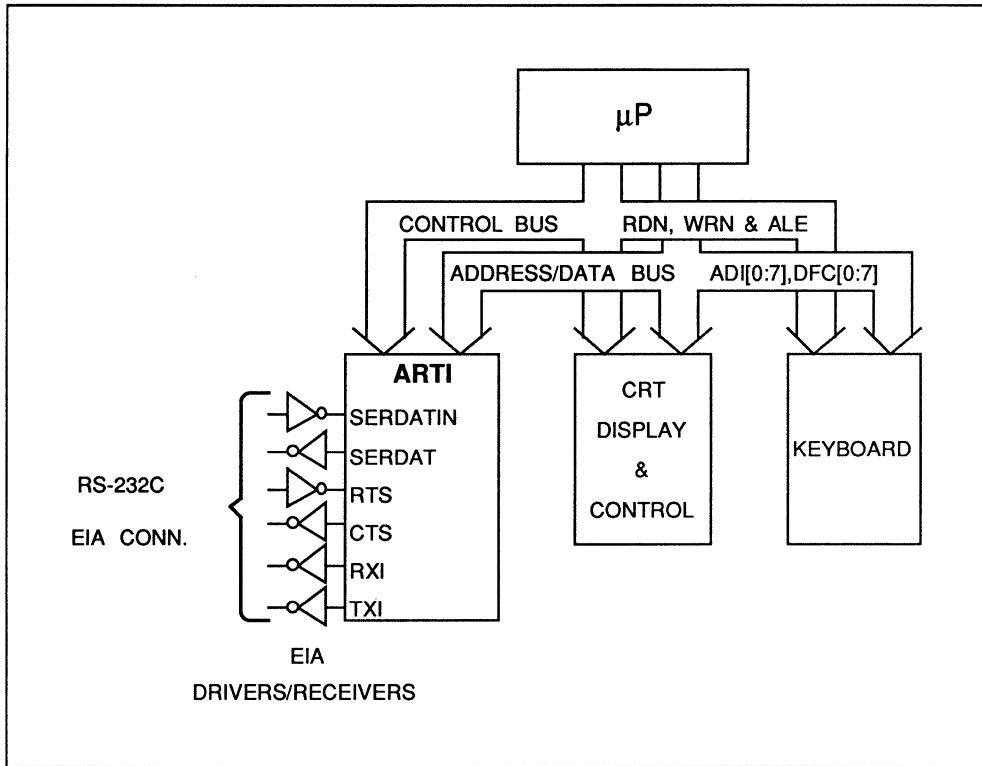 µP
CONTROL BUS
RDN, WRN & ALE
ADDRESS/DATA BUS
ADI[0:7],DFC[0:7]
ARTI
SERDATIN
SERDAT
RTS
CTS
RXI
TXI
RS-232C
EIA CONN.
EIA
DRIVERS/RECEIVERS
CRT
DISPLAY
&
CONTROL
KEYBOARD